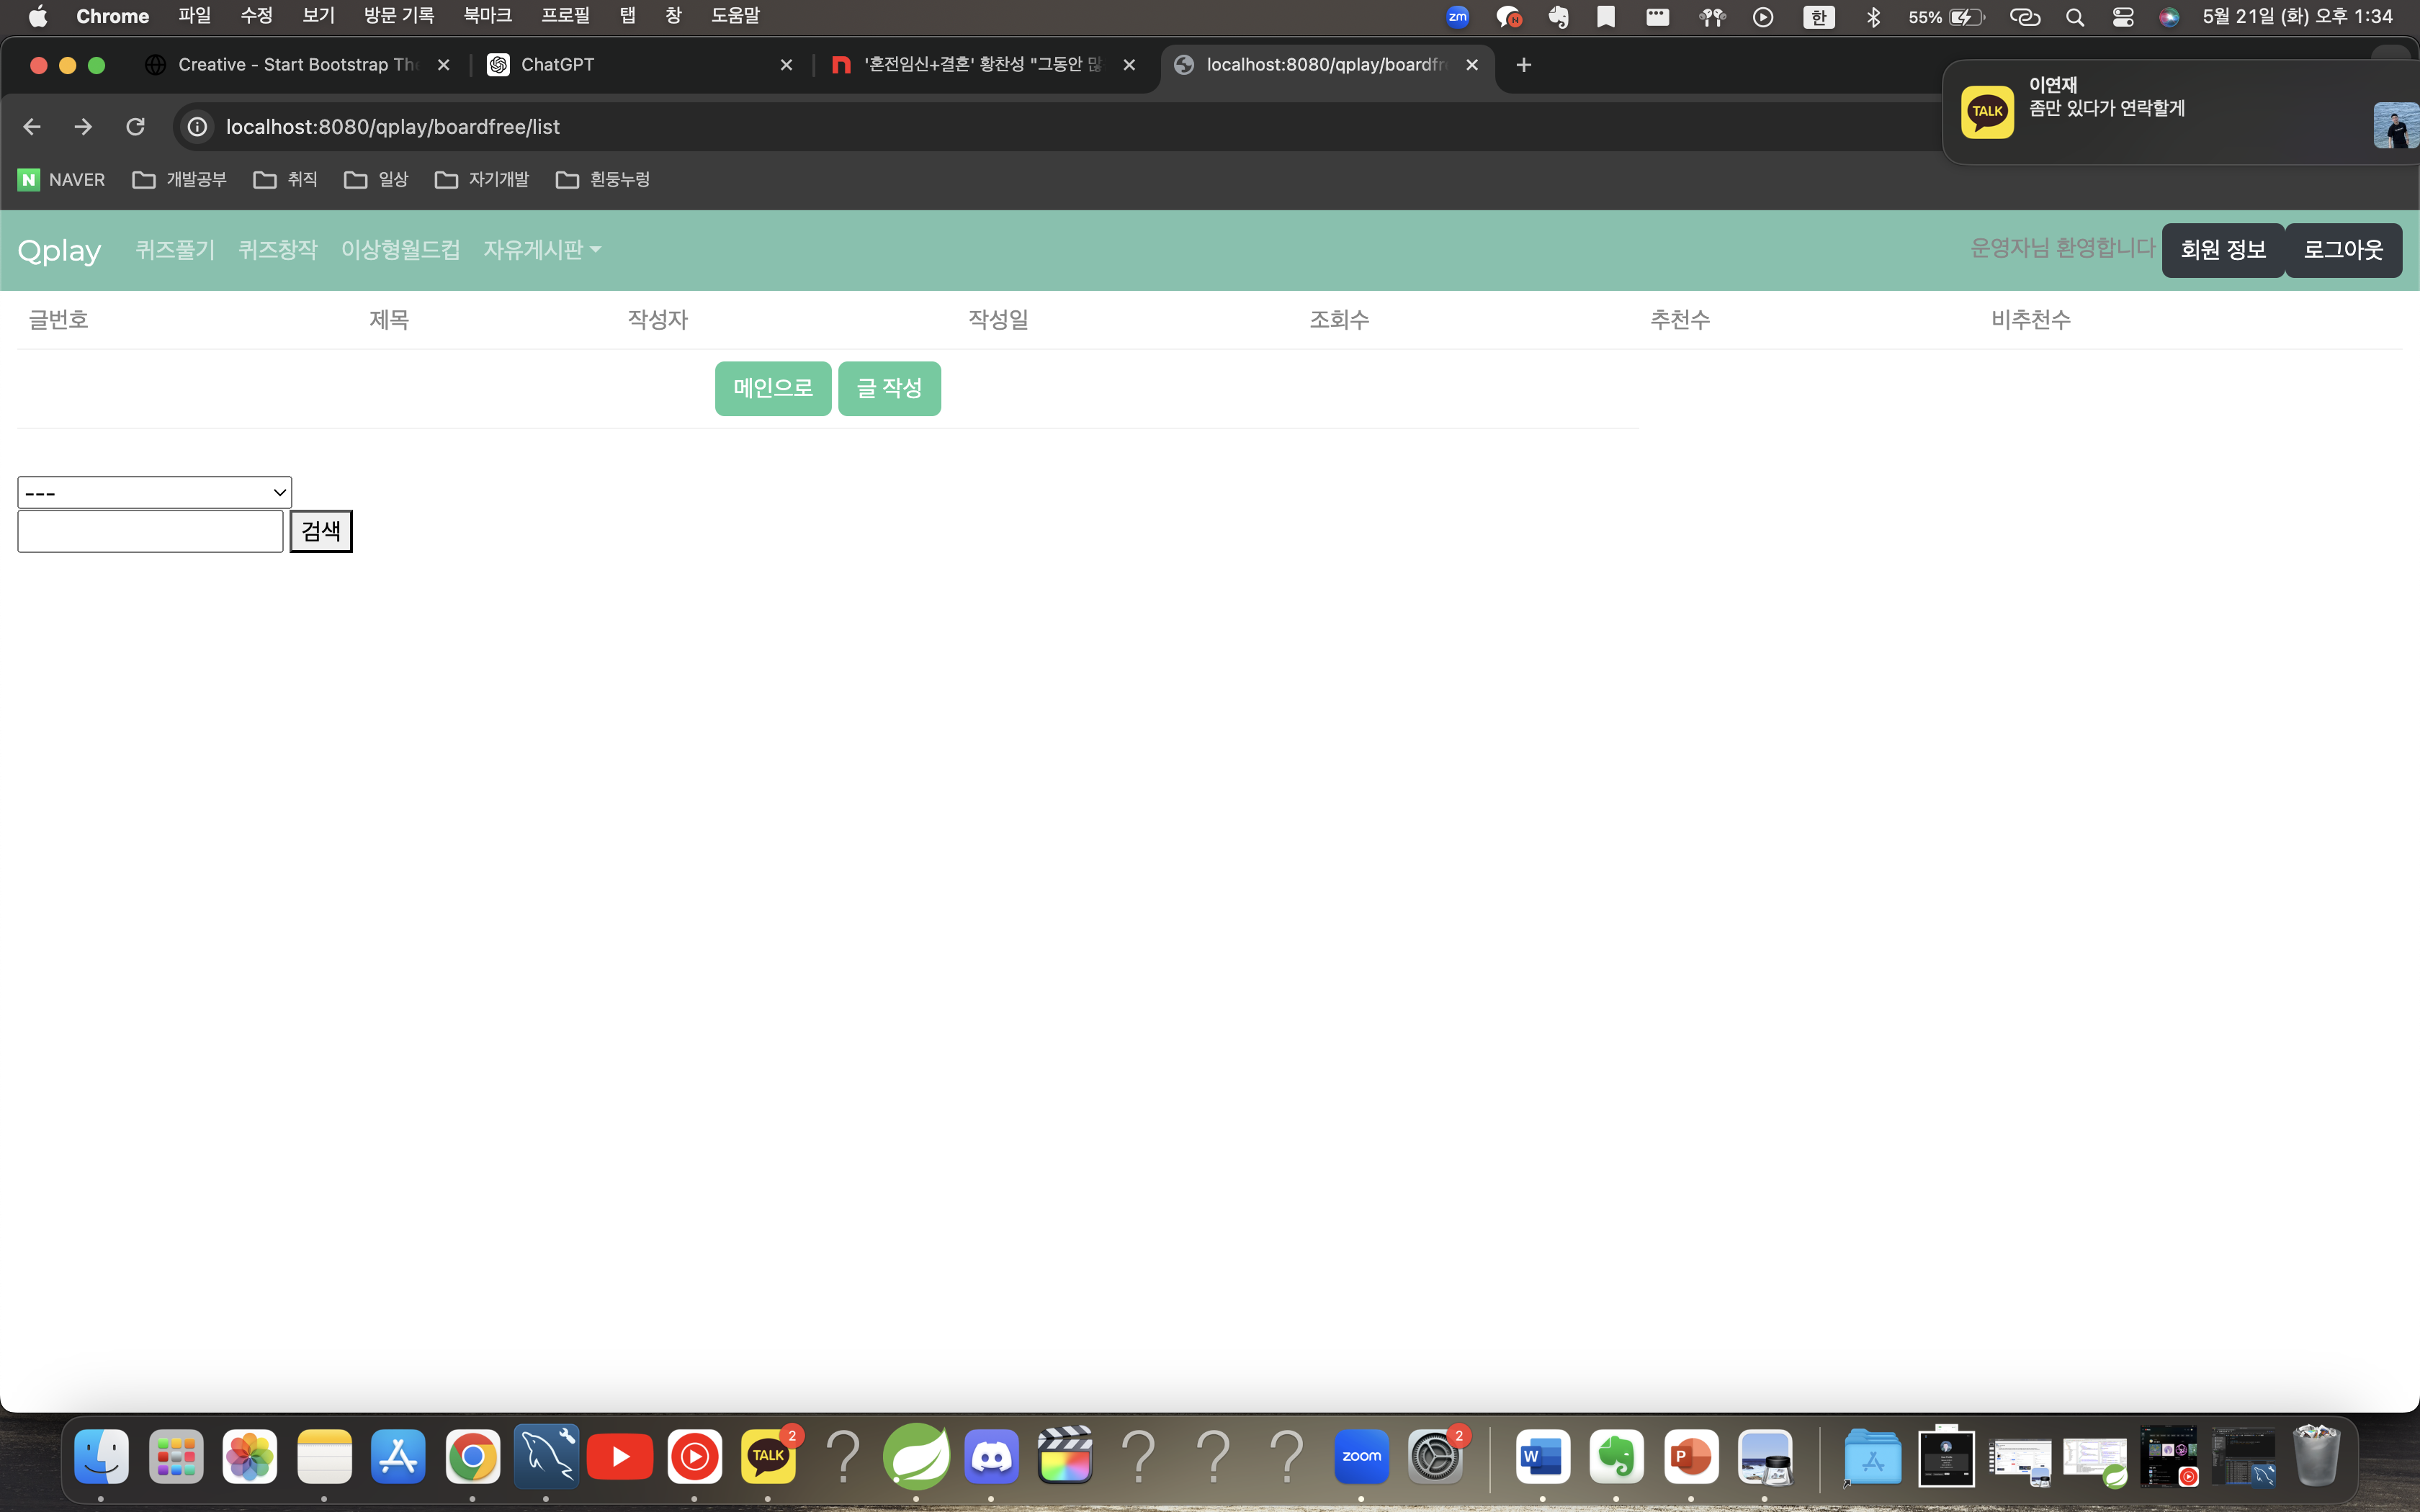 Chrome 파일 수정 보기 방문 기록 북마크 프로필 탭 창 도움말 zm N 한 55% 5월 21일 (화) 오후 1:34
Creative - Start Bootstrap The ChatGPT '혼전임신+결혼' 황찬성 "그동안 많 localhost:8080/qplay/boardfre
TALK 이연재
좀만 있다가 연락할게
localhost:8080/qplay/boardfree/list
N NAVER 개발공부 취직 일상 자기개발 흰둥누렁
Qplay 퀴즈풀기 퀴즈창작 이상형월드컵 자유게시판 운영자님 환영합니다 회원 정보 로그아웃
글번호 제목 작성자 작성일 조회수 추천수 비추천수
메인으로 글 작성
---
검색
TALK 2 ? ? ? ? zoom 2 W P